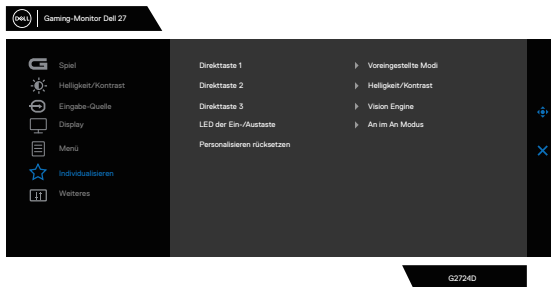 DELL
Gaming-Monitor Dell 27
Spiel
Helligkeit/Kontrast
Eingabe-Quelle
Display
Menü
Individualisieren
Weiteres
Direkttaste 1 Voreingestellte Modi
Direkttaste 2 Helligkeit/Kontrast
Direkttaste 3 Vision Engine
LED der Ein-/Austaste An im An Modus
Personalisieren rücksetzen
G2724D